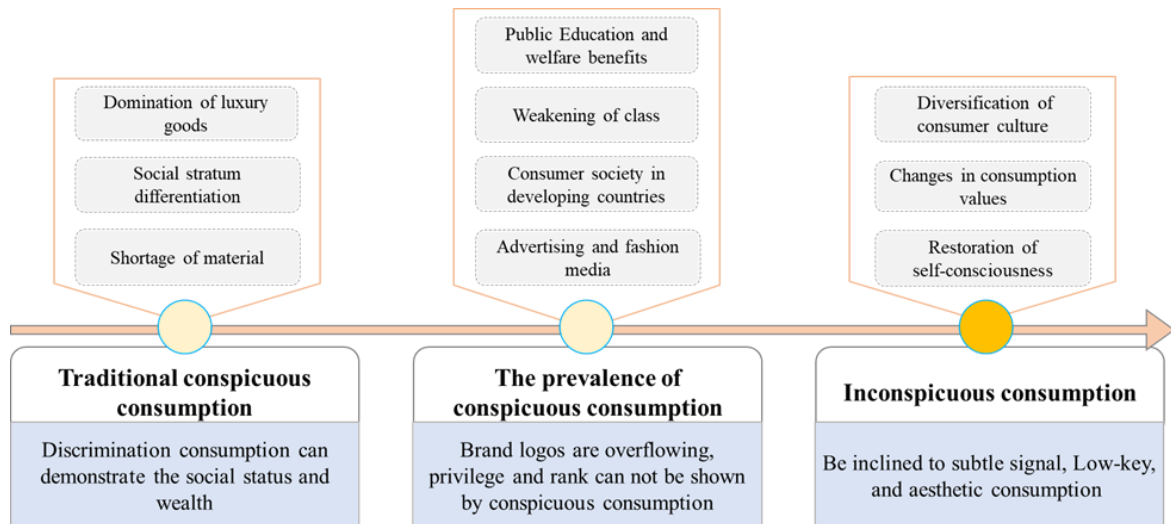 Domination of luxury
goods
Social stratum
differentiation
Shortage of material
Traditional conspicuous
consumption
Discrimination consumption can
demonstrate the social status and
wealth
Public Education and
welfare benefits
Weakening of class
Consumer society in
developing countries
Advertising and fashion
media
The prevalence of
conspicuous consumption
Brand logos are overflowing,
privilege and rank can not be shown
by conspicuous consumption
Diversification of
consumer culture
Changes in consumption
values
Restoration of
self-consciousness
Inconspicuous consumption
Be inclined to subtle signal, Low-key,
and aesthetic consumption